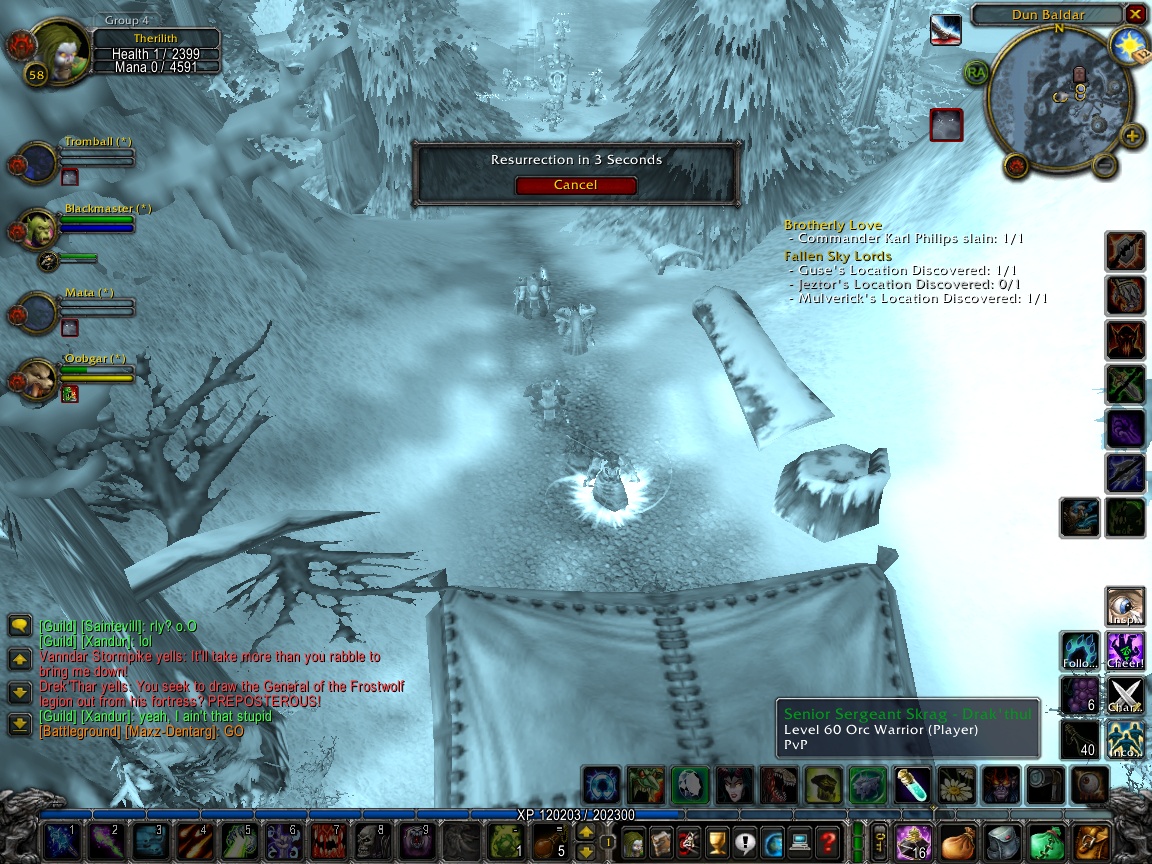 Group 4
Dun Baldar
Therilith
N
Health 1 / 2399
Mana 0 / 4591
58
RA
Tromball (*)
Resurrection in 3 Seconds
Cancel
Blackmaster (*)
Brotherly Love
- Commander Karl Philips slain: 1/1
Fallen Sky Lords
- Guse's Location Discovered: 1/1
- Jeztor's Location Discovered: 0/1
- Mulverick's Location Discovered: 1/1
Mata (*)
Oobgar (*)
Insp...
[Guild] [Saintevill]: rly? o.O
[Guild] [Xandur]: lol
Vanndar Stormpike yells: It'll take more than you rabble to
bring me down!
Drek'Thar yells: You seek to draw the General of the Frostwolf
legion out from his fortress? PREPOSTEROUS!
[Guild] [Xandur]: yeah, I ain't that stupid
[Battleground] [Maxz-Dentarg]: GO
Follo...
Cheer!
6
Char...
40
Inco...
Senior Sergeant Skrag - Drak'thul
Level 60 Orc Warrior (Player)
PvP
XP 120203 / 202300
1
2
3
4
5
6
7
8
9
-
1
=
5
1
16